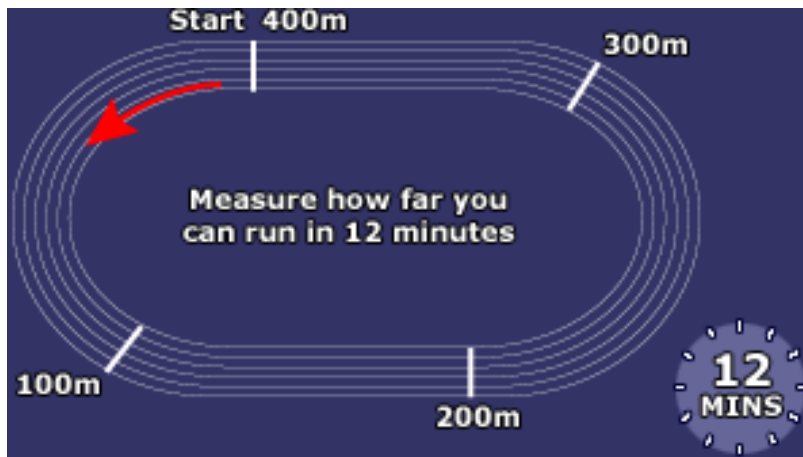 Start 400m
300m
Measure how far you
can run in 12 minutes
100m
200m
12
MINS